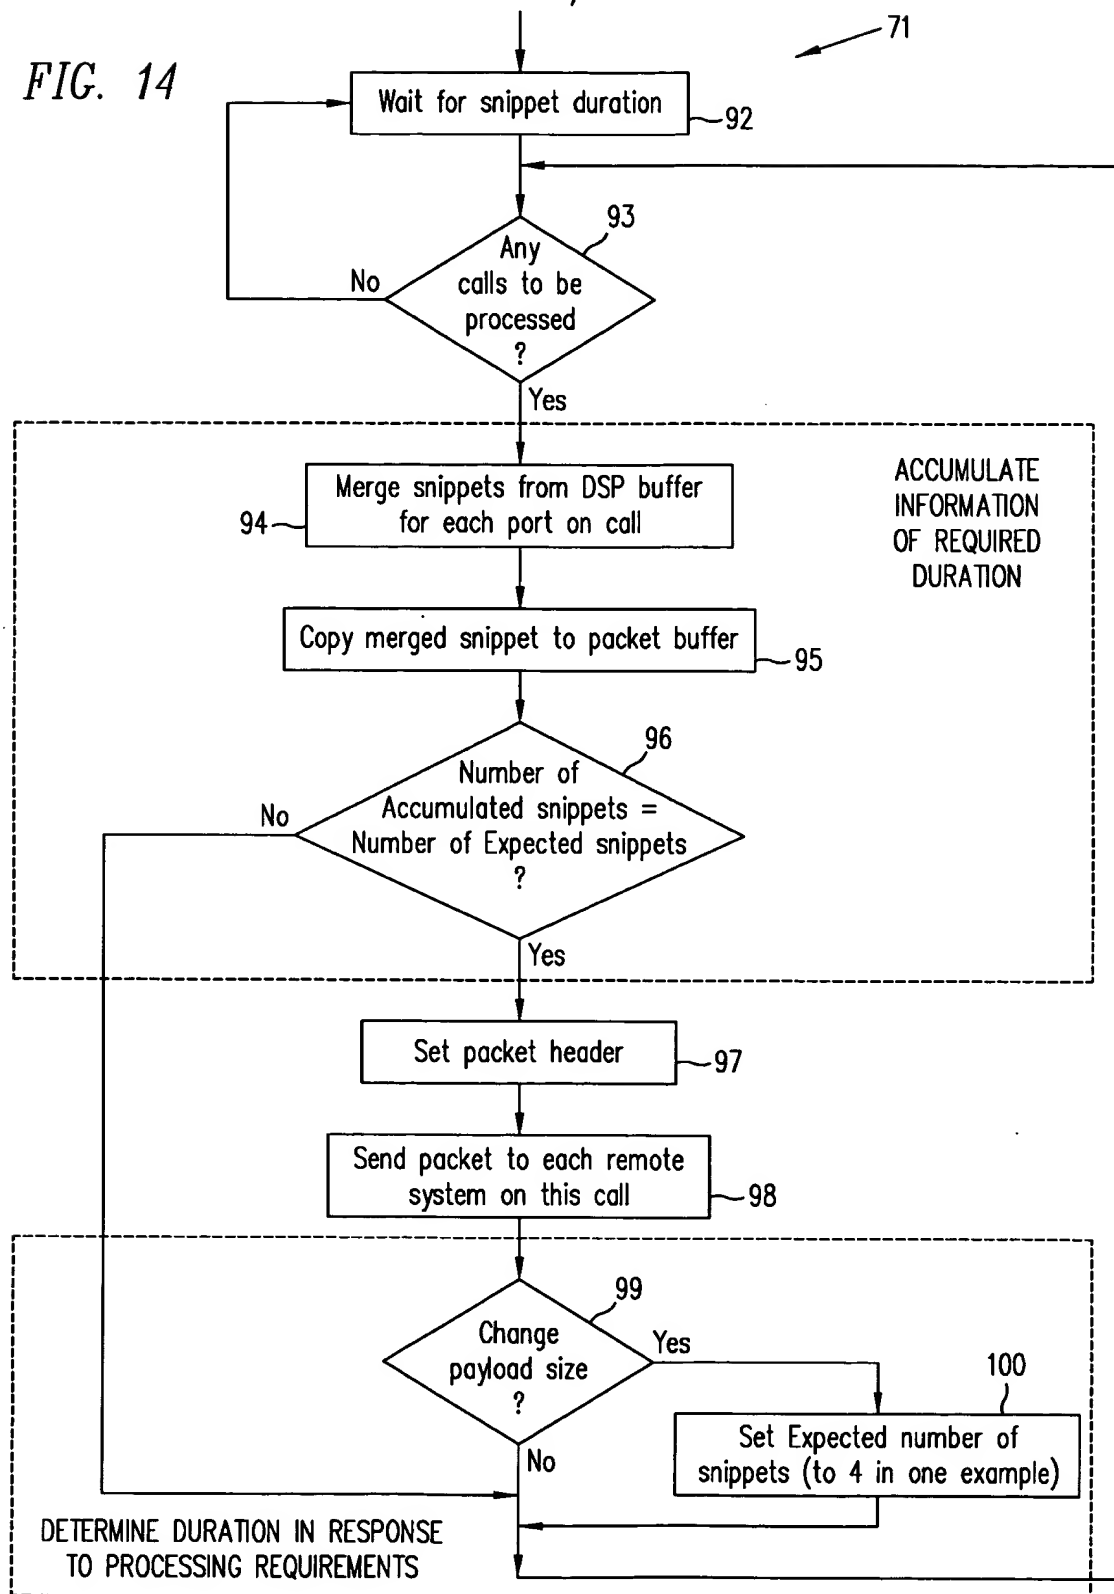 FIG. 14
71
Wait for snippet duration
92
93
Any
calls to be
processed
?
No
Yes
ACCUMULATE
INFORMATION
OF REQUIRED
DURATION
Merge snippets from DSP buffer
for each port on call
94
Copy merged snippet to packet buffer
95
96
Number of
Accumulated snippets =
Number of Expected snippets
?
No
Yes
Set packet header
97
Send packet to each remote
system on this call
98
99
Change
payload size
?
Yes
No
100
Set Expected number of
snippets (to 4 in one example)
DETERMINE DURATION IN RESPONSE
TO PROCESSING REQUIREMENTS